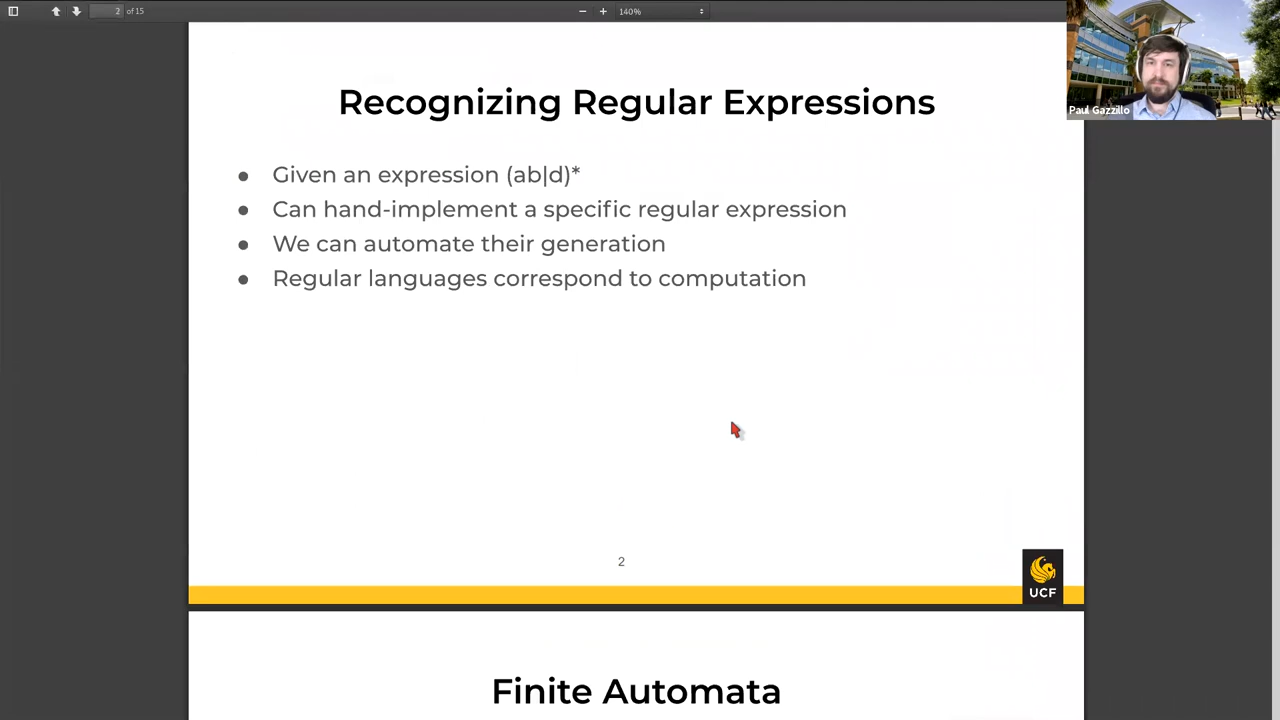 2 of 15
140%
Paul Gazzillo
Recognizing Regular Expressions
● Given an expression (ab|d)*
● Can hand-implement a specific regular expression
● We can automate their generation
● Regular languages correspond to computation
2
UCF
Finite Automata